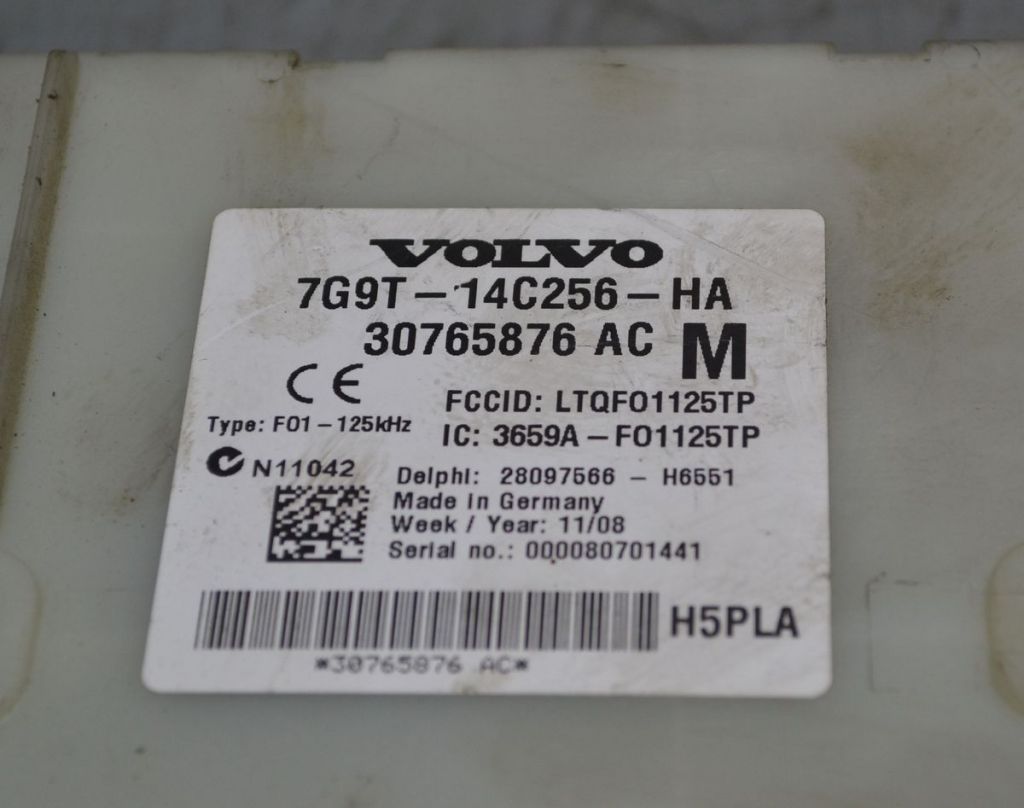 VOLVO
7G9T-14C256-HA
30765876 AC M
CE
FCCID: LTQFO1125TP
Type: FO1-125kHz
IC: 3659A-FO1125TP
N11042
Delphi: 28097566 - H6551
Made in Germany
Week / Year: 11/08
Serial no.: 000080701441
H5PLA
*30765876 AC*